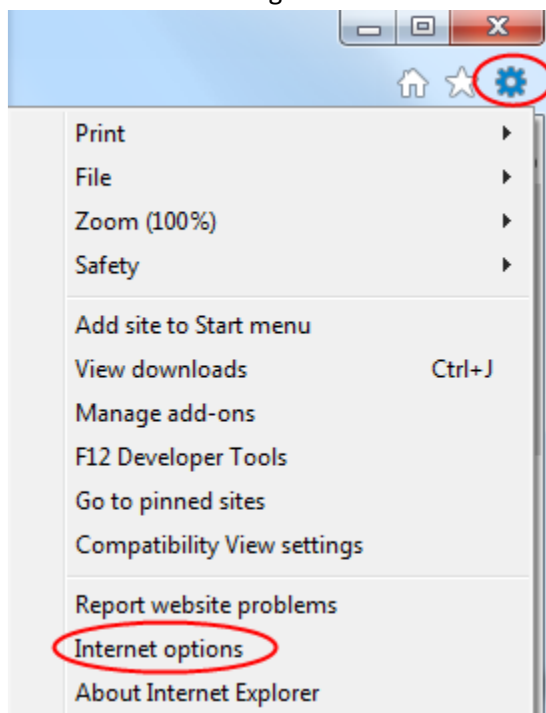 Print
File
Zoom (100%)
Safety
Add site to Start menu
View downloads Ctrl+J
Manage add-ons
F12 Developer Tools
Go to pinned sites
Compatibility View settings
Report website problems
Internet options
About Internet Explorer